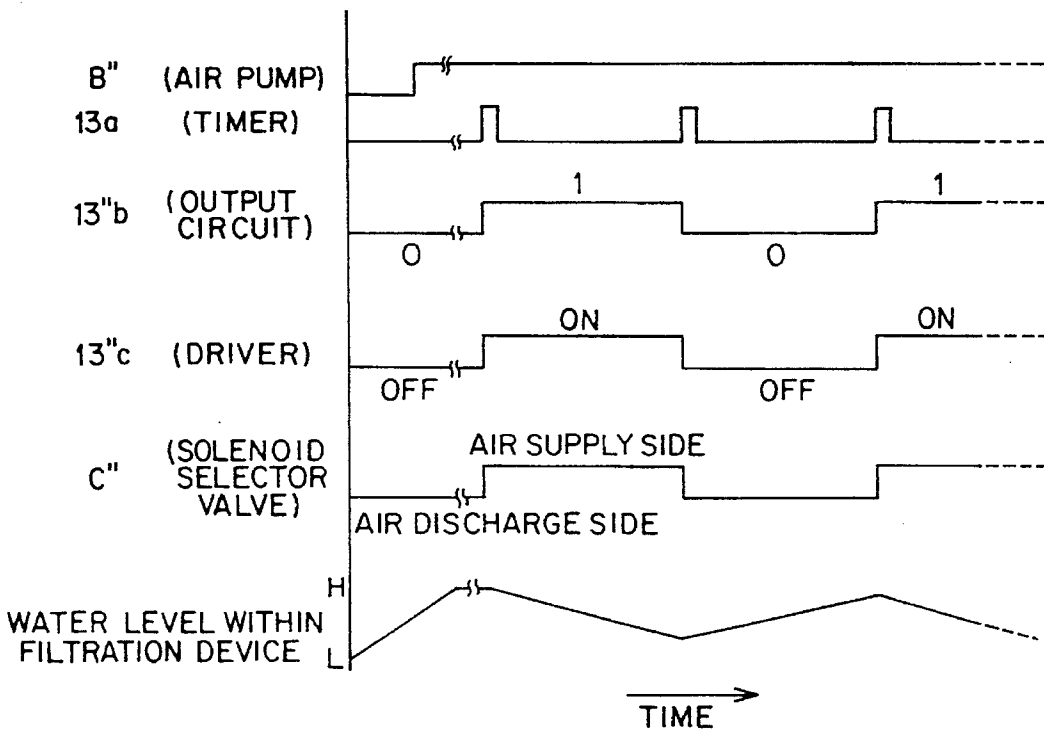 B" (AIR PUMP)
13a (TIMER)
13"b (OUTPUT CIRCUIT)
1
1
0
0
13"c (DRIVER)
ON
ON
OFF
OFF
C" (SOLENOID SELECTOR VALVE)
AIR SUPPLY SIDE
AIR DISCHARGE SIDE
H
WATER LEVEL WITHIN
FILTRATION DEVICE
L
TIME